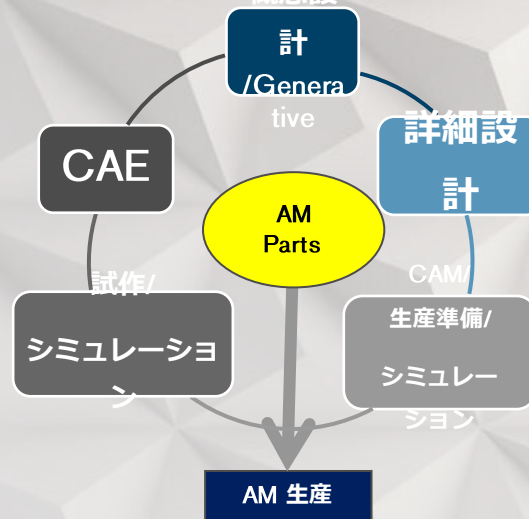 計
/Genera
tive
詳細設
計
CAE
AM
Parts
CAM/
生産準備/
シミュレー
ション
試作/
シミュレーショ
ン
AM 生産